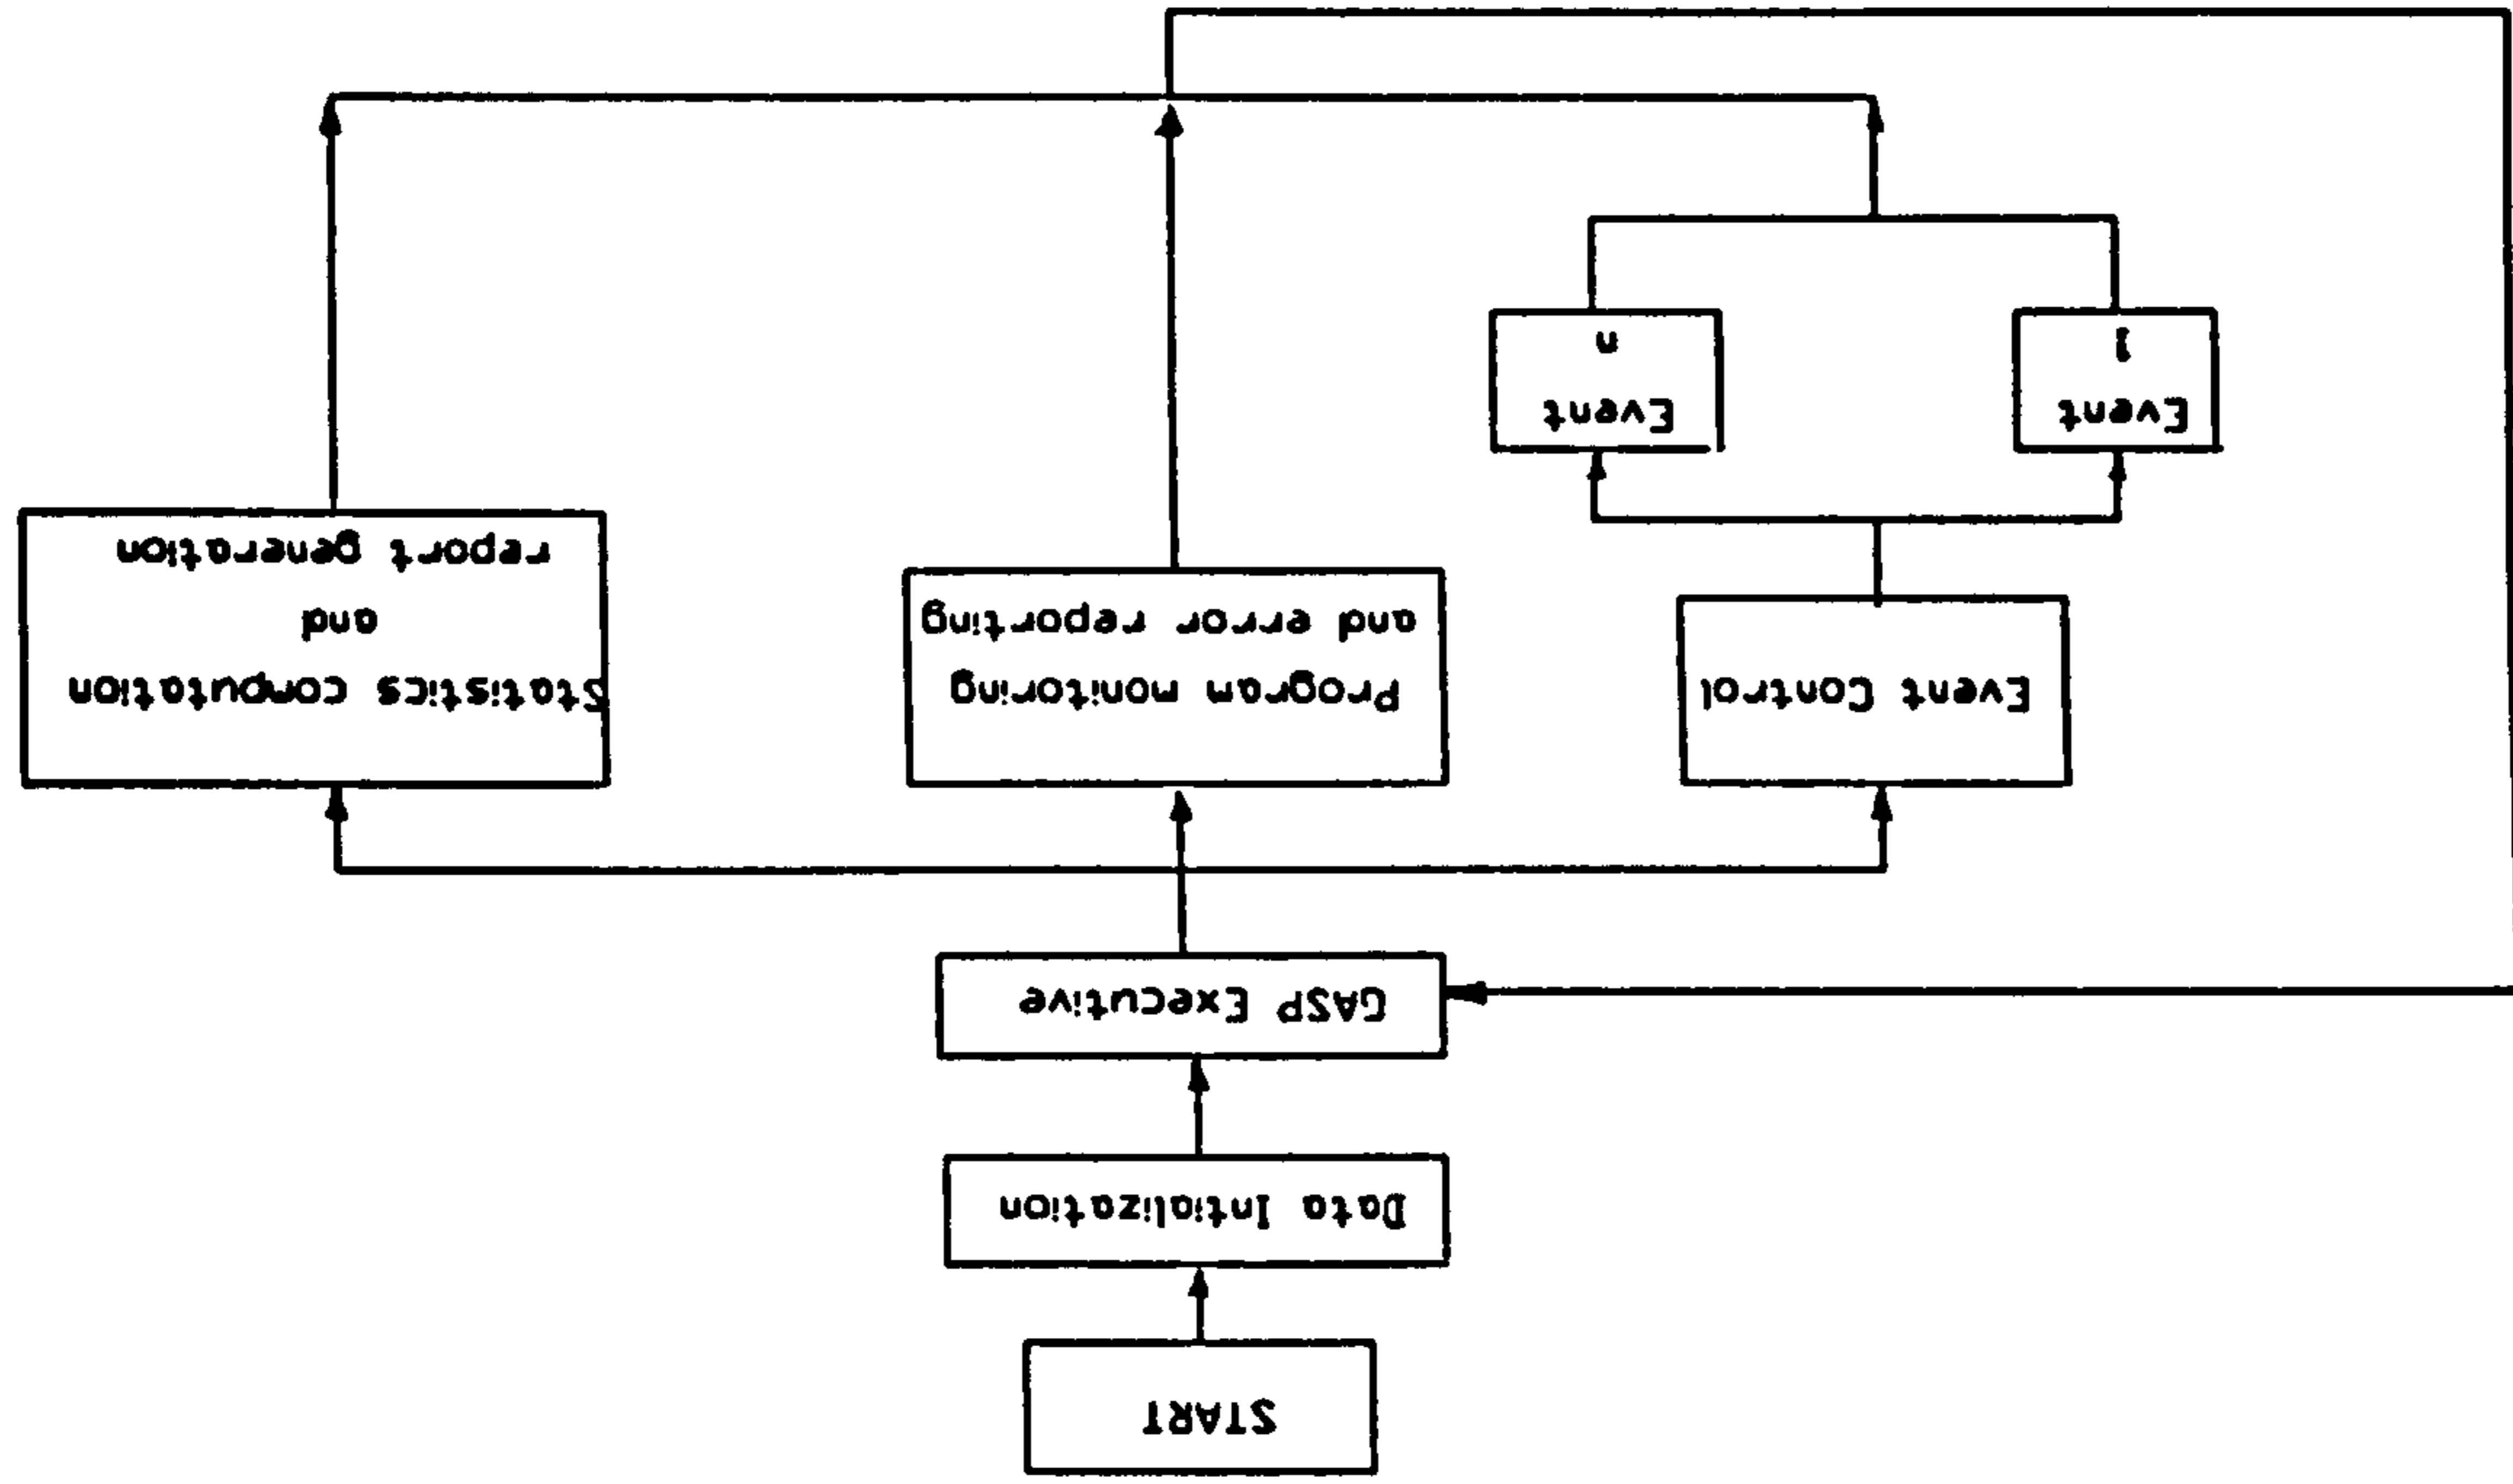 START
Data Intialization
GASP Executive
Event Control
Program monitoring
and error reporting
Statistics computation
and
report generation
Event
1
Event
n